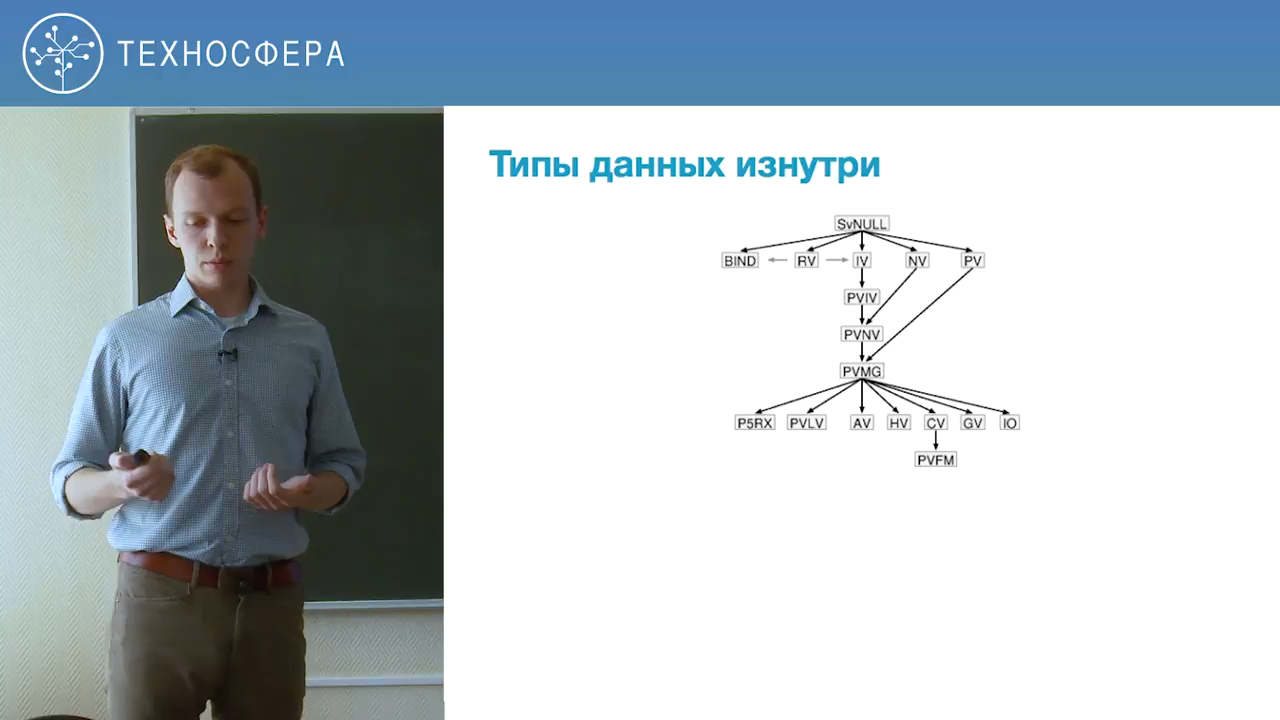 ТЕХНОСФЕРА
Типы данных изнутри
SvNULL
BIND RV IV NV PV
PVIV
PVNV
PVMG
P5RX PVLV AV HV CV GV IO
PVFM